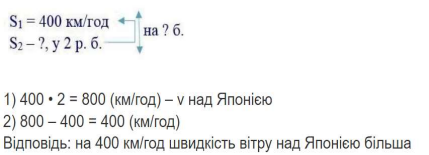 S₁ = 400 км/год
на ? б.
S₂ – ?, у 2 р. б.
1) 400 • 2 = 800 (км/год) – v над Японією
2) 800 – 400 = 400 (км/год)
Відповідь: на 400 км/год швидкість вітру над Японією більша